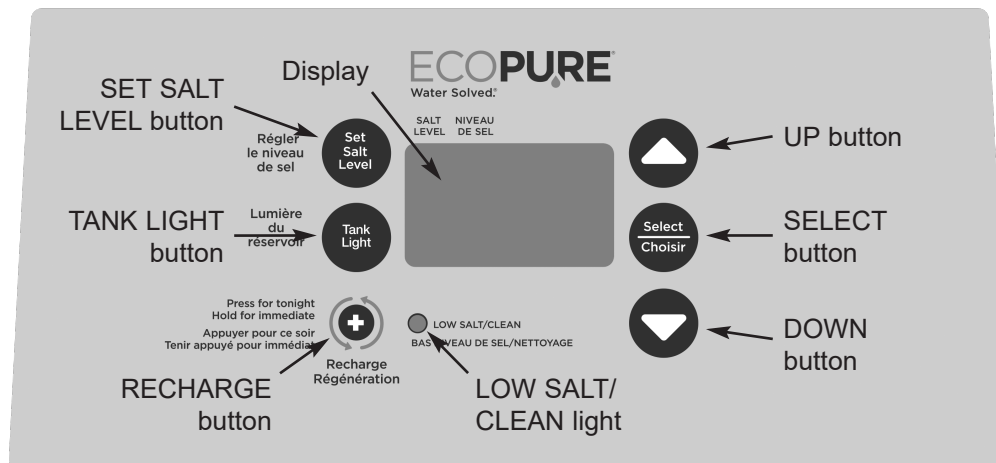 ECOPURE®
Water Solved.®
Display
SET SALT
LEVEL button
SALT
LEVEL
NIVEAU
DE SEL
Régler
le niveau
de sel
Set
Salt
Level
UP button
TANK LIGHT
button
Lumière
du
réservoir
Tank
Light
Select
Choisir
SELECT
button
Press for tonight
Hold for immediate
Appuyer pour ce soir
Tenir appuyé pour immédiat
Recharge
Régénération
LOW SALT/CLEAN
BAS NIVEAU DE SEL/NETTOYAGE
DOWN
button
RECHARGE
button
LOW SALT/
CLEAN light